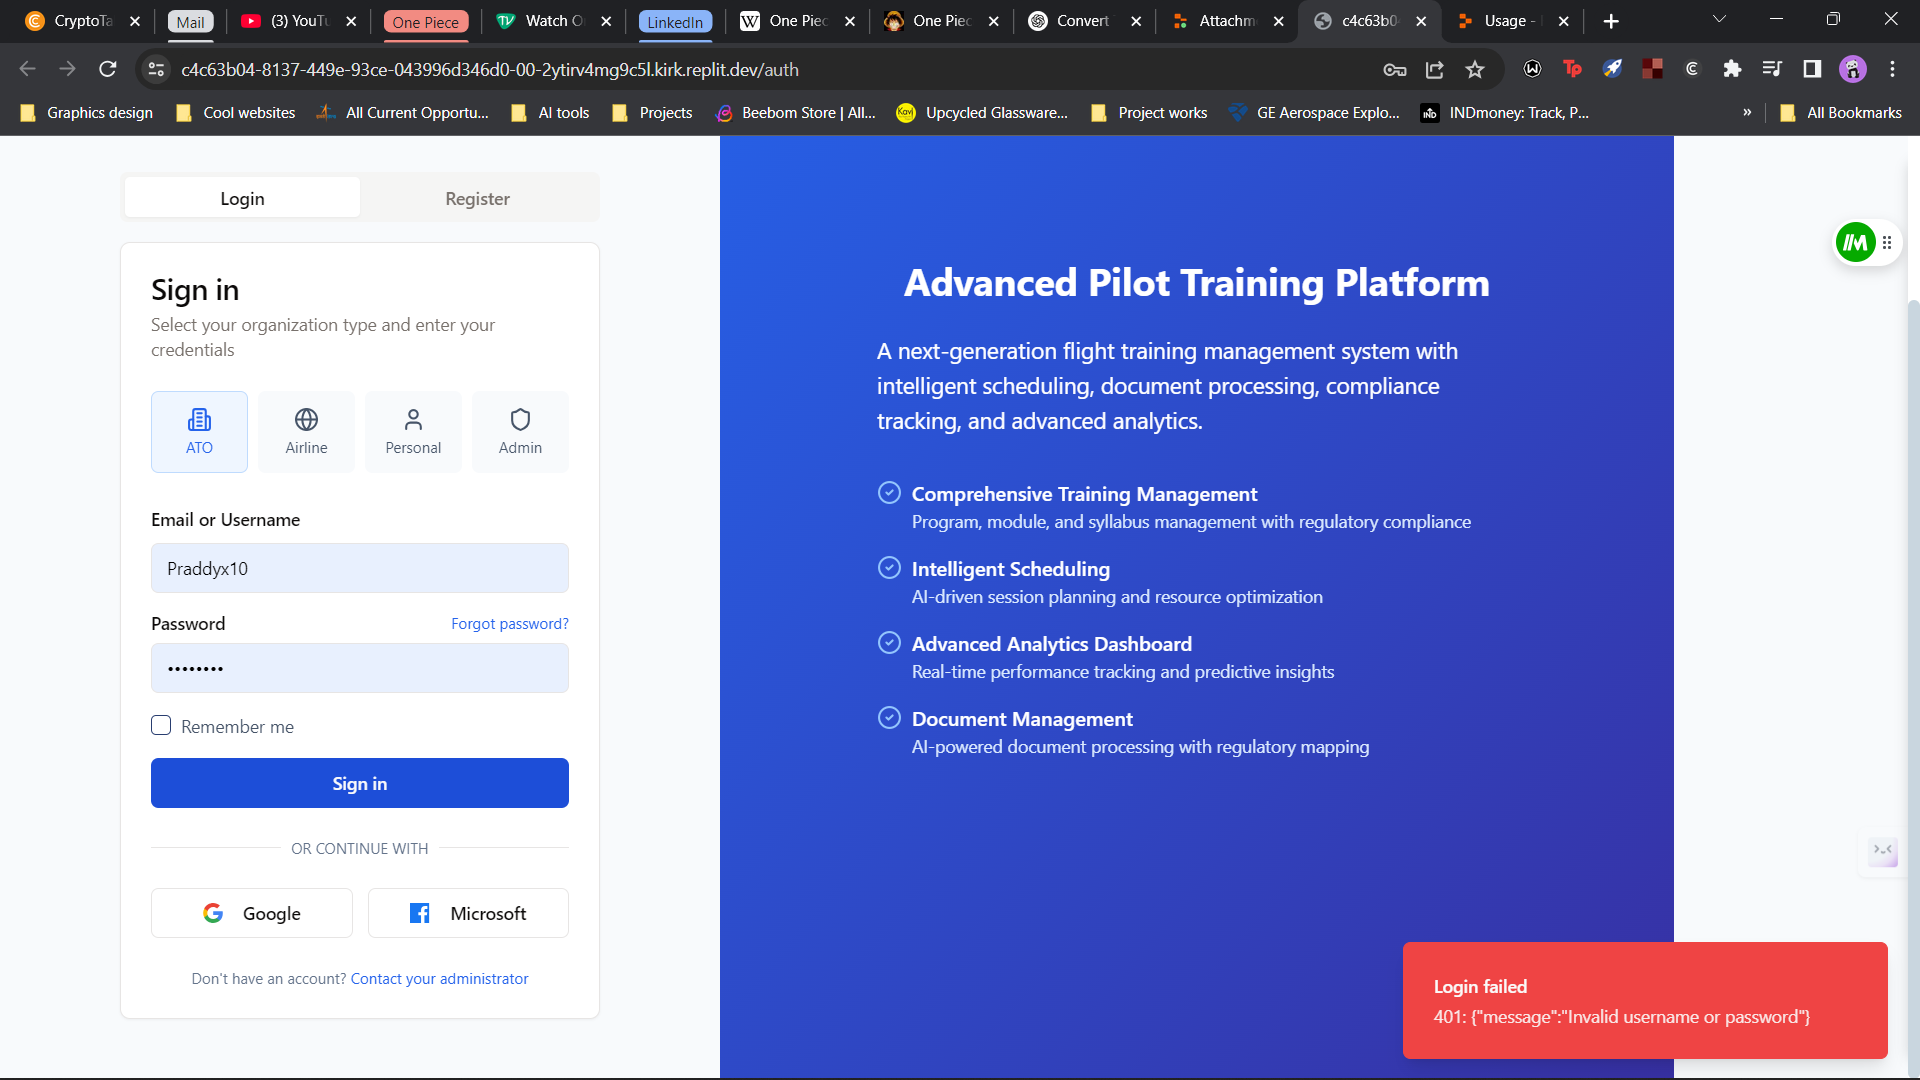 CryptoTa
Mail
(3) YouTu
One Piece
Watch O
LinkedIn
One Piec
One Piec
Convert
Attachm
c4c63b0
Usage -
c4c63b04-8137-449e-93ce-043996d346d0-00-2ytirv4mg9c5l.kirk.replit.dev/auth
Graphics design
Cool websites
All Current Opportu...
AI tools
Projects
Beebom Store | All...
Upcycled Glassware...
Project works
GE Aerospace Explo...
INDmoney: Track, P...
»
All Bookmarks
Login
Register
Sign in
Select your organization type and enter your
credentials
ATO
Airline
Personal
Admin
Email or Username
Praddyx10
Password
Forgot password?
••••••••
Remember me
Sign in
OR CONTINUE WITH
Google
Microsoft
Don't have an account? Contact your administrator
Advanced Pilot Training Platform
A next-generation flight training management system with
intelligent scheduling, document processing, compliance
tracking, and advanced analytics.
Comprehensive Training Management
Program, module, and syllabus management with regulatory compliance
Intelligent Scheduling
AI-driven session planning and resource optimization
Advanced Analytics Dashboard
Real-time performance tracking and predictive insights
Document Management
AI-powered document processing with regulatory mapping
Login failed
401: {"message":"Invalid username or password"}